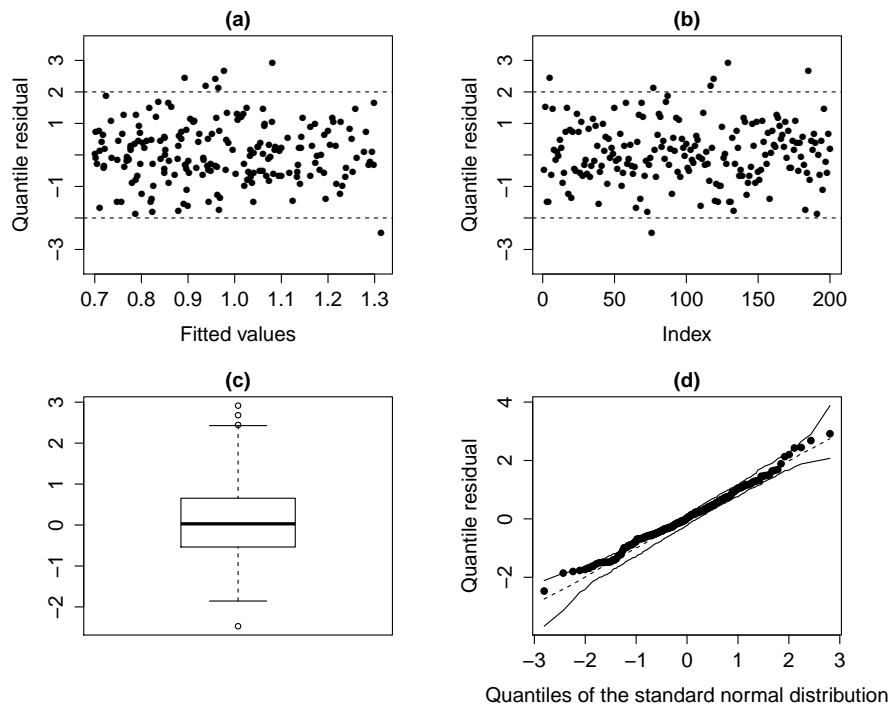 (a)
Quantile residual
3
2
1
−1
−3
0.7 0.8 0.9 1.0 1.1 1.2 1.3
Fitted values
(b)
Quantile residual
3
2
1
−1
−3
0 50 100 150 200
Index
(c)
3
2
1
0
−1
−2
(d)
Quantile residual
4
2
0
−2
−3 −2 −1 0 1 2 3
Quantiles of the standard normal distribution